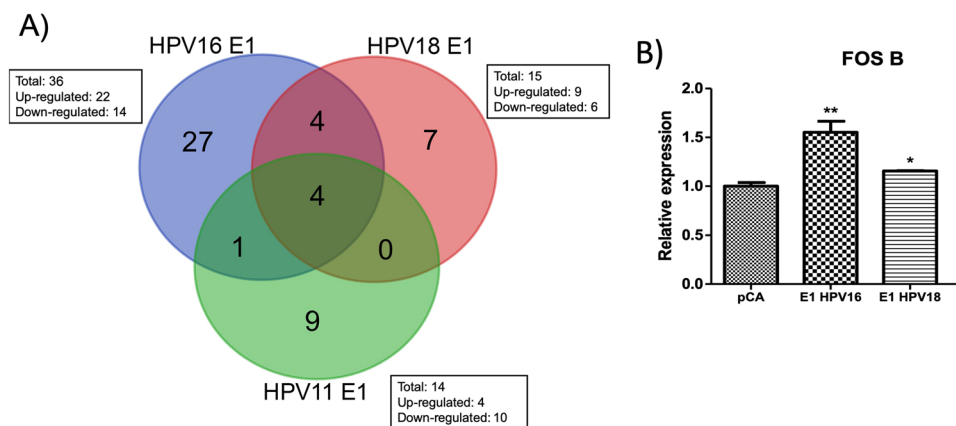 A)
HPV16 E1
HPV18 E1
Total: 36
Up-regulated: 22
Down-regulated: 14
Total: 15
Up-regulated: 9
Down-regulated: 6
27
4
7
4
1
0
9
HPV11 E1
Total: 14
Up-regulated: 4
Down-regulated: 10
B)
FOS B
Relative expression
2.0
1.5
1.0
0.5
0.0
**
*
pCA
E1 HPV16
E1 HPV18